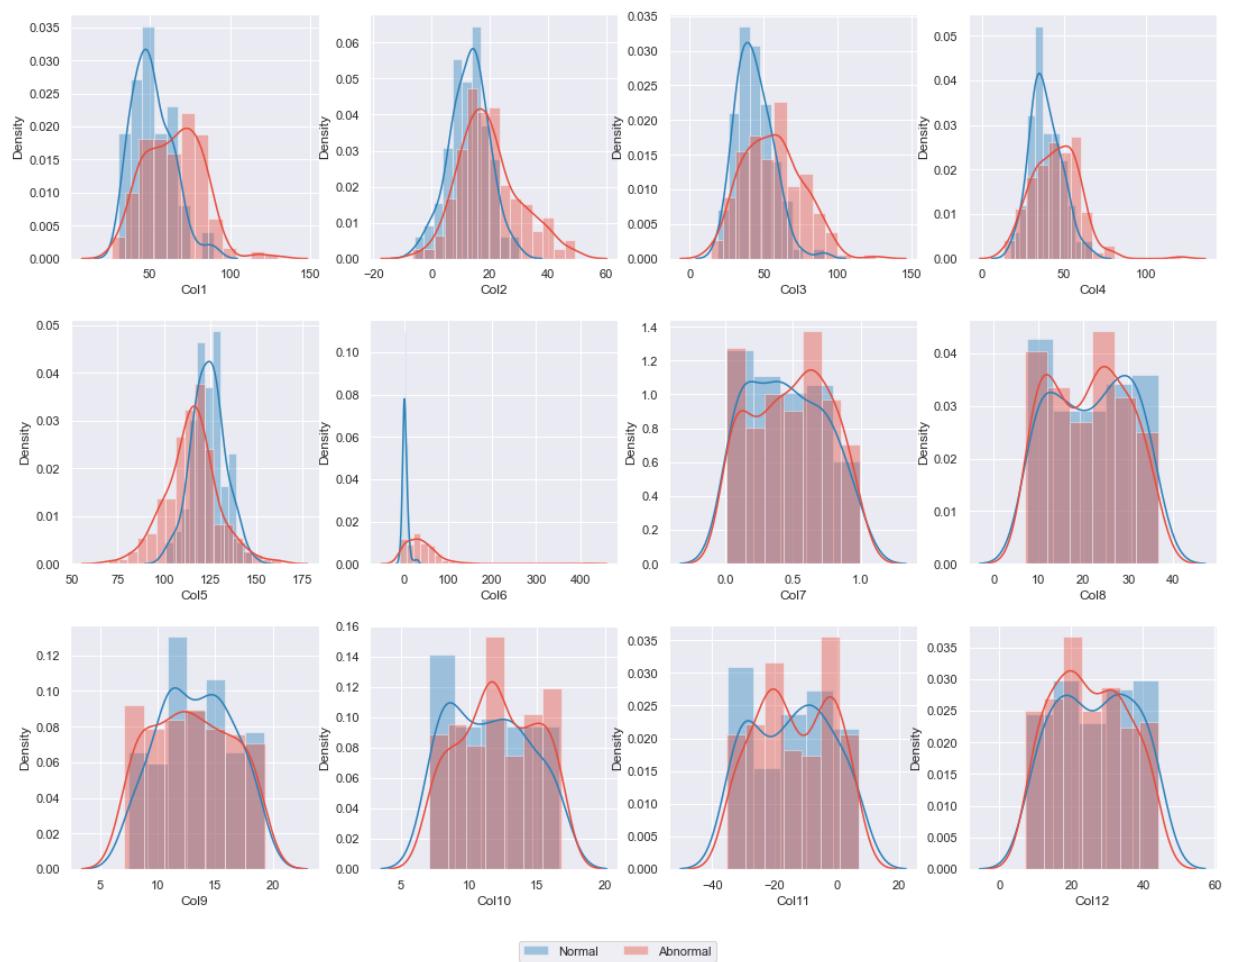 0.035
0.030
0.025
0.020
0.015
0.010
0.005
0.000
Density
50 100 150
Col1
0.06
0.05
0.04
0.03
0.02
0.01
0.00
Density
−20 0 20 40 60
Col2
0.035
0.030
0.025
0.020
0.015
0.010
0.005
0.000
Density
0 50 100 150
Col3
0.05
0.04
0.03
0.02
0.01
0.00
Density
0 50 100
Col4
0.05
0.04
0.03
0.02
0.01
0.00
Density
50 75 100 125 150 175
Col5
0.10
0.08
0.06
0.04
0.02
0.00
Density
0 100 200 300 400
Col6
1.4
1.2
1.0
0.8
0.6
0.4
0.2
0.0
Density
0.0 0.5 1.0
Col7
0.04
0.03
0.02
0.01
0.00
Density
0 10 20 30 40
Col8
0.12
0.10
0.08
0.06
0.04
0.02
0.00
Density
5 10 15 20
Col9
0.16
0.14
0.12
0.10
0.08
0.06
0.04
0.02
0.00
Density
5 10 15 20
Col10
0.035
0.030
0.025
0.020
0.015
0.010
0.005
0.000
Density
−40 −20 0 20
Col11
0.035
0.030
0.025
0.020
0.015
0.010
0.005
0.000
Density
0 20 40 60
Col12
Normal Abnormal